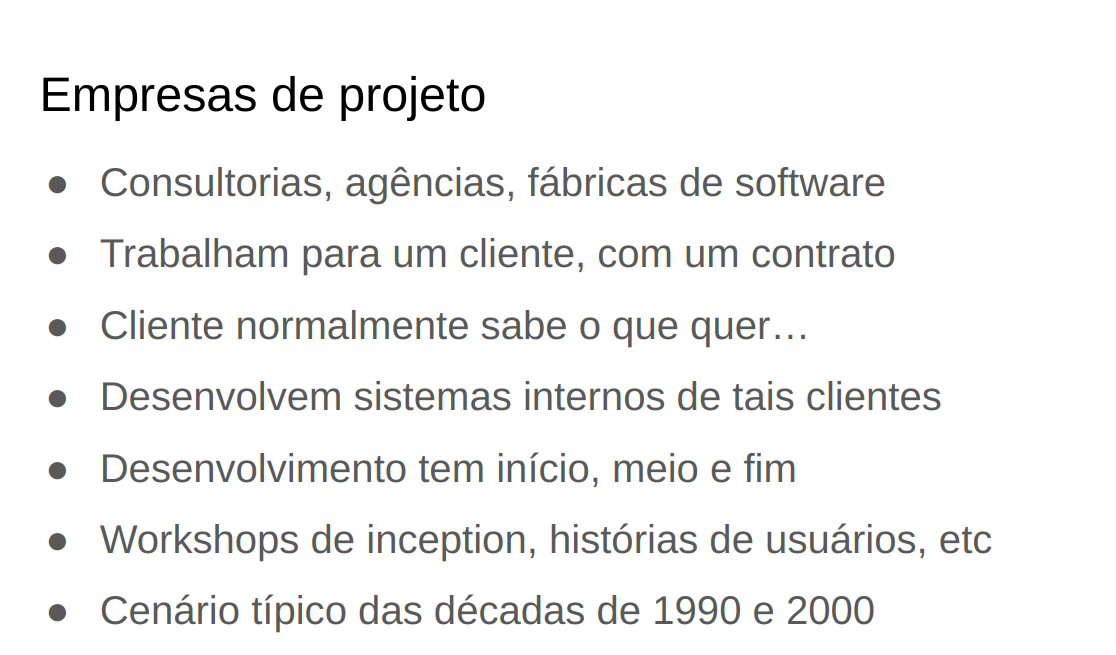 Empresas de projeto
● Consultorias, agências, fábricas de software
● Trabalham para um cliente, com um contrato
● Cliente normalmente sabe o que quer…
● Desenvolvem sistemas internos de tais clientes
● Desenvolvimento tem início, meio e fim
● Workshops de inception, histórias de usuários, etc
● Cenário típico das décadas de 1990 e 2000